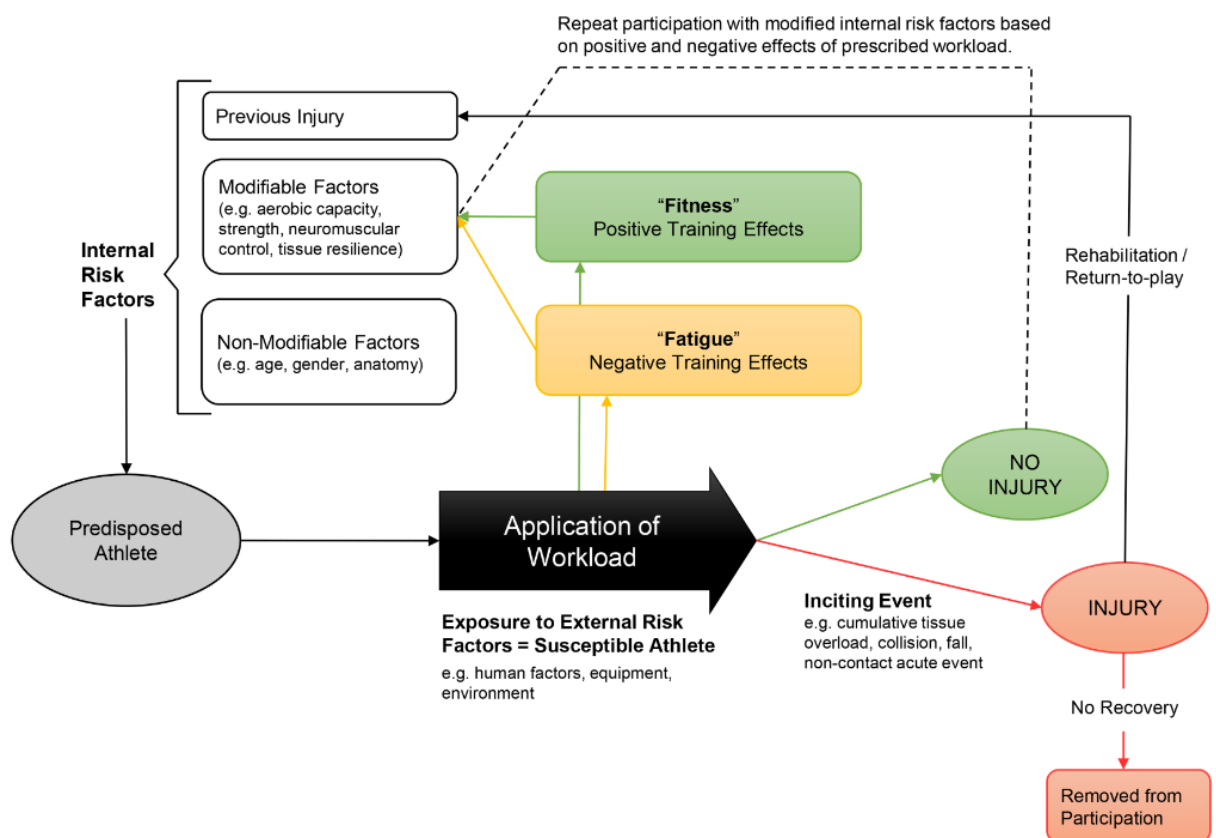 Repeat participation with modified internal risk factors based
on positive and negative effects of prescribed workload.
Previous Injury
Modifiable Factors
(e.g. aerobic capacity,
strength, neuromuscular
control, tissue resilience)
Internal
Risk
Factors
Non-Modifiable Factors
(e.g. age, gender, anatomy)
"Fitness"
Positive Training Effects
"Fatigue"
Negative Training Effects
Rehabilitation /
Return-to-play
Predisposed
Athlete
Application of
Workload
NO
INJURY
Exposure to External Risk
Factors = Susceptible Athlete
e.g. human factors, equipment,
environment
Inciting Event
e.g. cumulative tissue
overload, collision, fall,
non-contact acute event
INJURY
No Recovery
Removed from
Participation